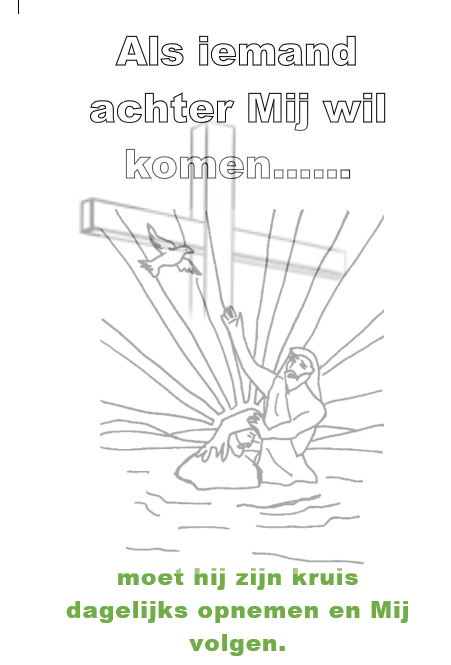 Als iemand
achter Mij wil
komen......
moet hij zijn kruis
dagelijks opnemen en Mij
volgen.